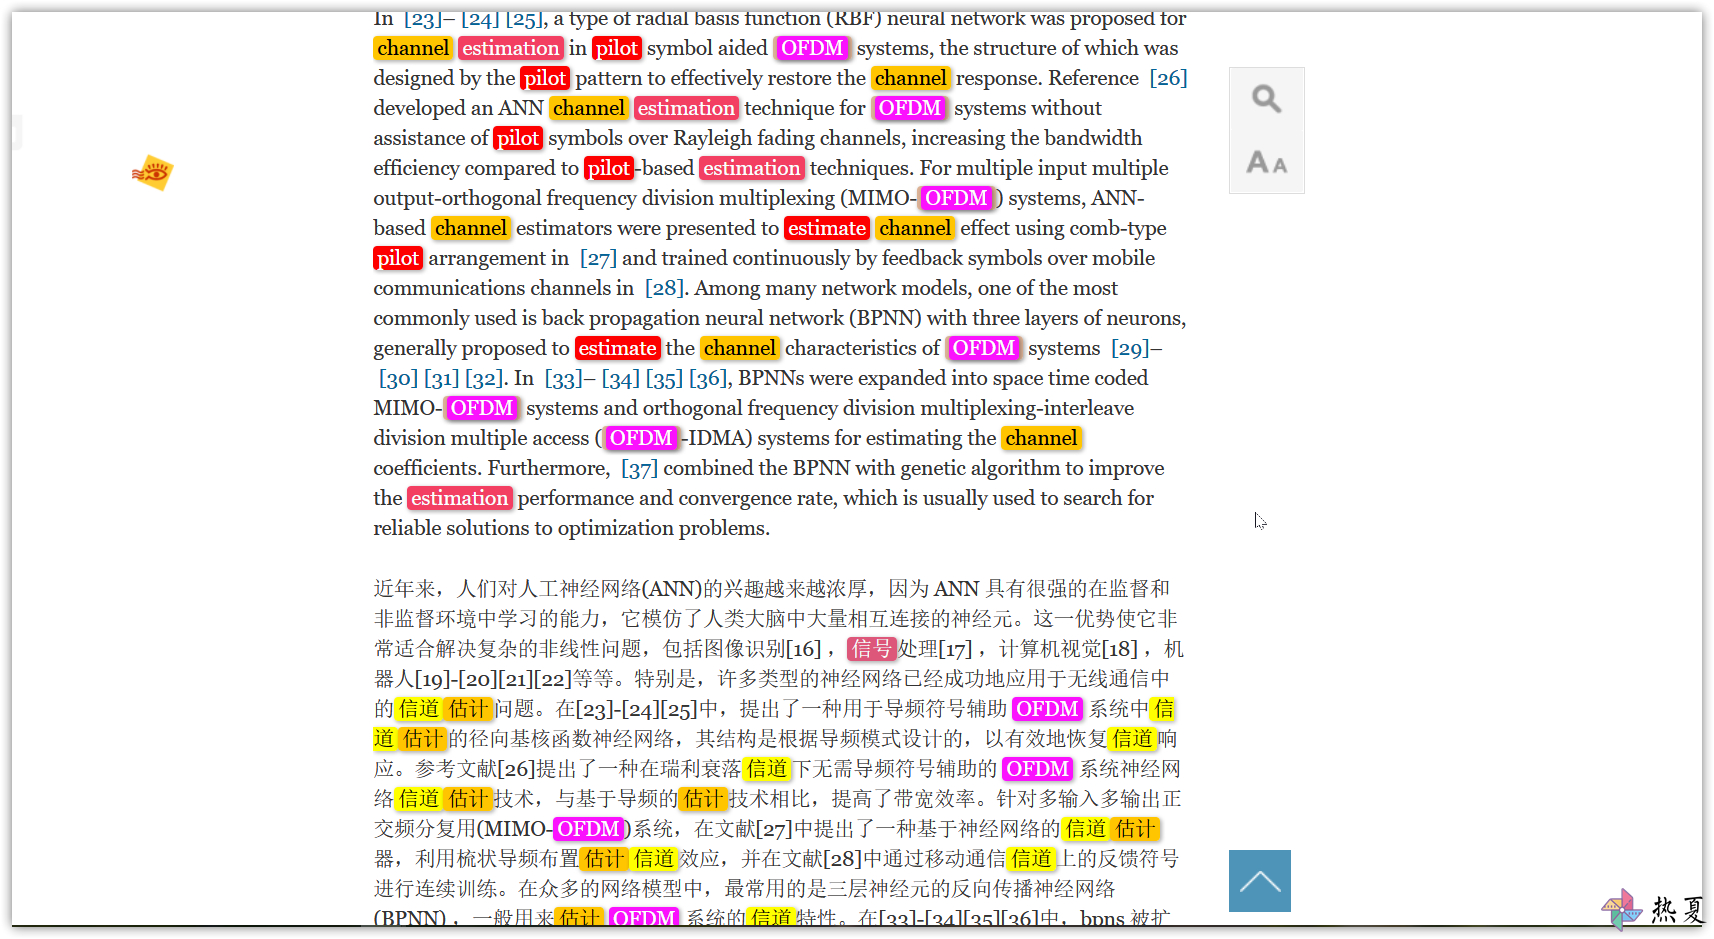 In [23]– [24] [25], a type of radial basis function (RBF) neural network was proposed for
channel estimation in pilot symbol aided OFDM systems, the structure of which was
designed by the pilot pattern to effectively restore the channel response. Reference [26]
developed an ANN channel estimation technique for OFDM systems without
assistance of pilot symbols over Rayleigh fading channels, increasing the bandwidth
efficiency compared to pilot-based estimation techniques. For multiple input multiple
output-orthogonal frequency division multiplexing (MIMO-OFDM) systems, ANN-
based channel estimators were presented to estimate channel effect using comb-type
pilot arrangement in [27] and trained continuously by feedback symbols over mobile
communications channels in [28]. Among many network models, one of the most
commonly used is back propagation neural network (BPNN) with three layers of neurons,
generally proposed to estimate the channel characteristics of OFDM systems [29]–
[30] [31] [32]. In [33]– [34] [35] [36], BPNNs were expanded into space time coded
MIMO-OFDM systems and orthogonal frequency division multiplexing-interleave
division multiple access (OFDM-IDMA) systems for estimating the channel
coefficients. Furthermore, [37] combined the BPNN with genetic algorithm to improve
the estimation performance and convergence rate, which is usually used to search for
reliable solutions to optimization problems.
AA
近年来，人们对人工神经网络(ANN)的兴趣越来越浓厚，因为 ANN 具有很强的在监督和
非监督环境中学习的能力，它模仿了人类大脑中大量相互连接的神经元。这一优势使它非
常适合解决复杂的非线性问题，包括图像识别[16] ，信号处理[17] ，计算机视觉[18] ，机
器人[19]-[20][21][22]等等。特别是，许多类型的神经网络已经成功地应用于无线通信中
的信道估计问题。在[23]-[24][25]中，提出了一种用于导频符号辅助 OFDM 系统中信
道估计的径向基核函数神经网络，其结构是根据导频模式设计的，以有效地恢复信道响
应。参考文献[26]提出了一种在瑞利衰落信道下无需导频符号辅助的 OFDM 系统神经网
络信道估计技术，与基于导频的估计技术相比，提高了带宽效率。针对多输入多输出正
交频分复用(MIMO-OFDM)系统，在文献[27]中提出了一种基于神经网络的信道估计
器，利用梳状导频布置估计信道效应，并在文献[28]中通过移动通信信道上的反馈符号
进行连续训练。在众多的网络模型中，最常用的是三层神经元的反向传播神经网络
(BPNN) ，一般用来估计 OFDM 系统的信道特性。在[33]-[34][35][36]中，bpns 被扩
热夏